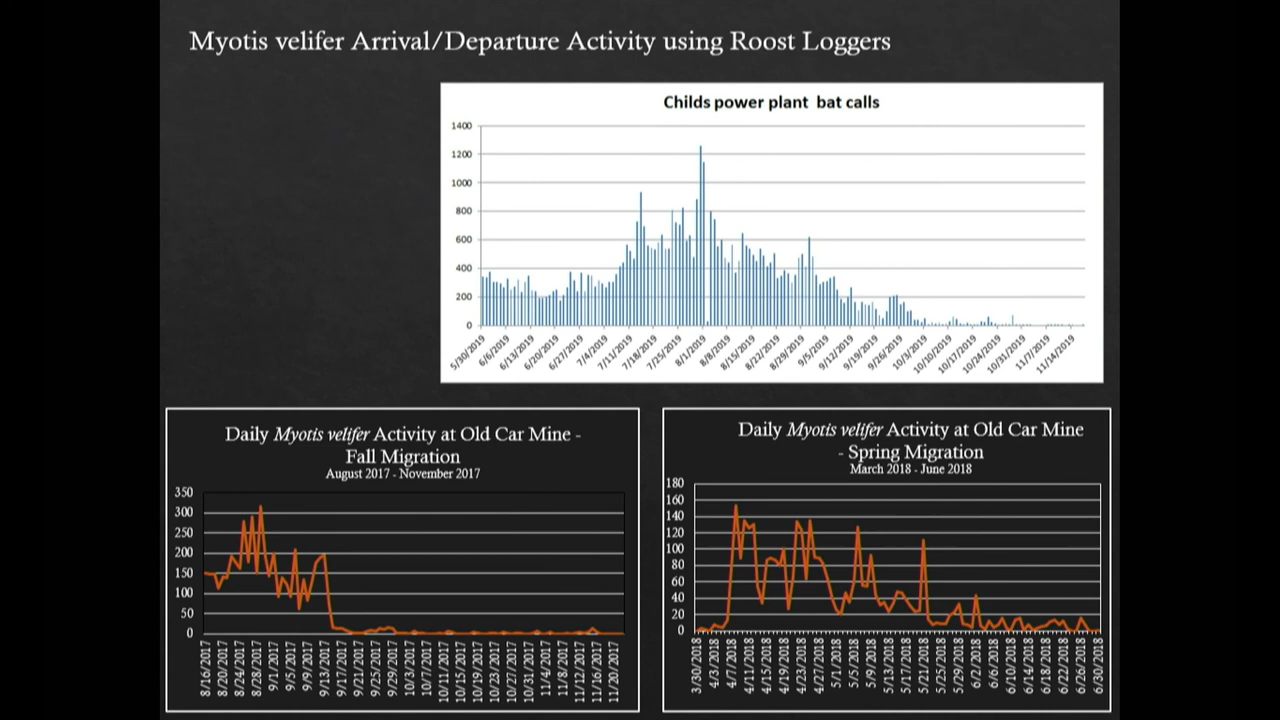 Myotis velifer Arrival/Departure Activity using Roost Loggers
Childs power plant  bat calls
1400
1200
1000
800
600
400
200
0
5/30/2019 6/6/2019 6/13/2019 6/20/2019 6/27/2019 7/4/2019 7/11/2019 7/18/2019 7/25/2019 8/1/2019 8/8/2019 8/15/2019 8/22/2019 8/29/2019 9/5/2019 9/12/2019 9/19/2019 9/26/2019 10/3/2019 10/10/2019 10/17/2019 10/24/2019 10/31/2019 11/7/2019 11/14/2019
Daily Myotis velifer Activity at Old Car Mine -
Fall Migration
August 2017 - November 2017
350
300
250
200
150
100
50
0
8/16/2017 8/20/2017 8/24/2017 8/28/2017 9/1/2017 9/5/2017 9/9/2017 9/13/2017 9/17/2017 9/21/2017 9/25/2017 9/29/2017 10/3/2017 10/7/2017 10/11/2017 10/15/2017 10/19/2017 10/23/2017 10/27/2017 10/31/2017 11/4/2017 11/8/2017 11/12/2017 11/16/2017 11/20/2017
Daily Myotis velifer Activity at Old Car Mine
- Spring Migration
March 2018 - June 2018
180
160
140
120
100
80
60
40
20
0
3/30/2018 4/3/2018 4/7/2018 4/11/2018 4/15/2018 4/19/2018 4/23/2018 4/27/2018 5/1/2018 5/5/2018 5/9/2018 5/13/2018 5/17/2018 5/21/2018 5/25/2018 5/29/2018 6/2/2018 6/6/2018 6/10/2018 6/14/2018 6/18/2018 6/22/2018 6/26/2018 6/30/2018